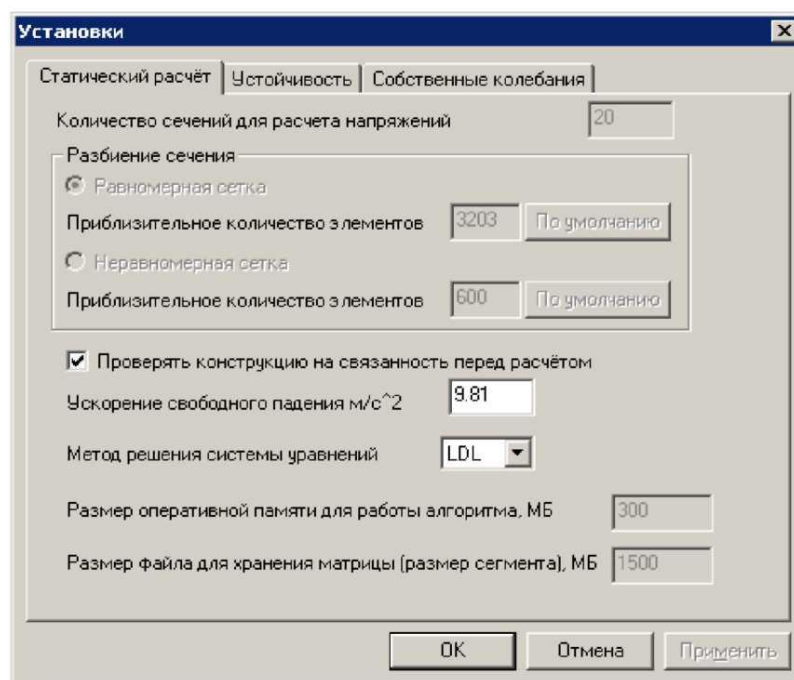 Установки
Статический расчёт Устойчивость Собственные колебания
Количество сечений для расчета напряжений 20
Разбиение сечения
Равномерная сетка
Приблизительное количество элементов 3203 По умолчанию
Неравномерная сетка
Приблизительное количество элементов 600 По умолчанию
Проверять конструкцию на связанность перед расчётом
Ускорение свободного падения м/с^2 9.81
Метод решения системы уравнений LDL
Размер оперативной памяти для работы алгоритма, МБ 300
Размер файла для хранения матрицы (размер сегмента), МБ 1500
OK Отмена Применить